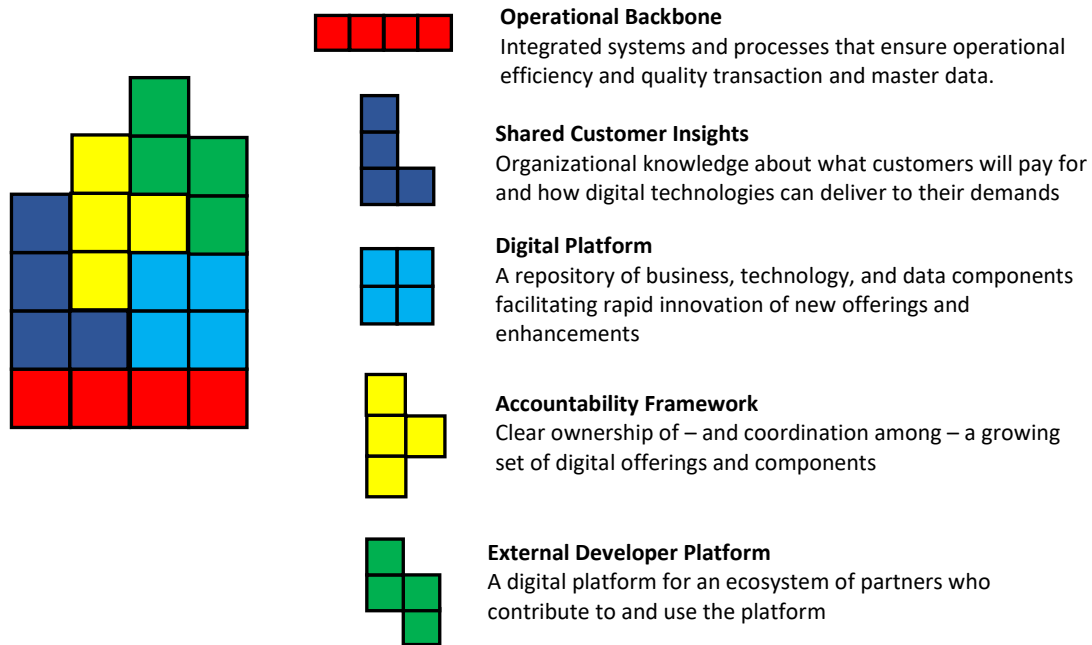 Operational Backbone
Integrated systems and processes that ensure operational
efficiency and quality transaction and master data.
Shared Customer Insights
Organizational knowledge about what customers will pay for
and how digital technologies can deliver to their demands
Digital Platform
A repository of business, technology, and data components
facilitating rapid innovation of new offerings and
enhancements
Accountability Framework
Clear ownership of – and coordination among – a growing
set of digital offerings and components
External Developer Platform
A digital platform for an ecosystem of partners who
contribute to and use the platform